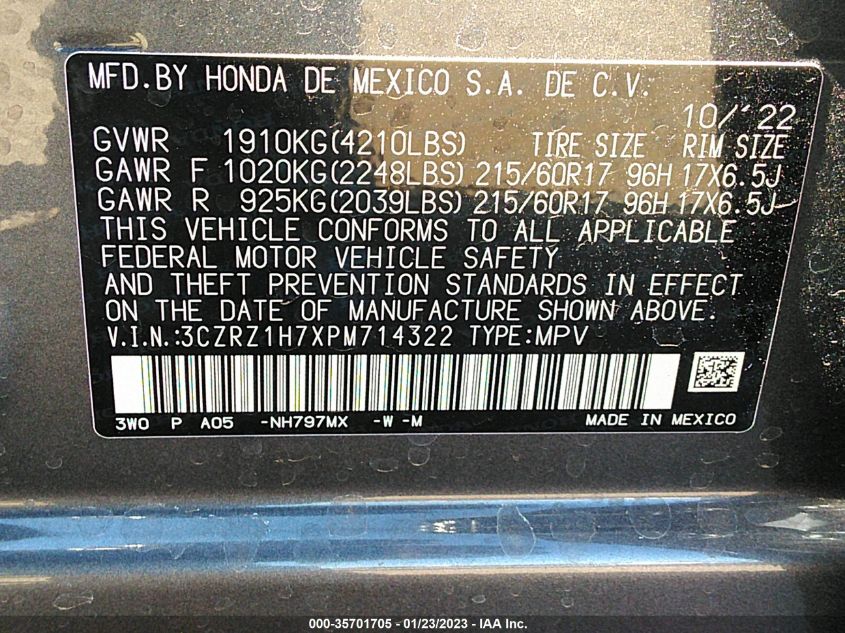 MFD.BY HONDA DE MEXICO S.A. DE C.V.
10/'22
GVWR 1910KG(4210LBS) TIRE SIZE RIM SIZE
GAWR F 1020KG(2248LBS) 215/60R17 96H 17X6.5J
GAWR R 925KG(2039LBS) 215/60R17 96H 17X6.5J
THIS VEHICLE CONFORMS TO ALL APPLICABLE
FEDERAL MOTOR VEHICLE SAFETY
AND THEFT PREVENTION STANDARDS IN EFFECT
ON THE DATE OF MANUFACTURE SHOWN ABOVE.
V.I.N.:3CZRZ1H7XPM714322 TYPE:MPV
3W0 P A05 -NH797MX -W -M MADE IN MEXICO
000-35701705 - 01/23/2023 - IAA Inc.